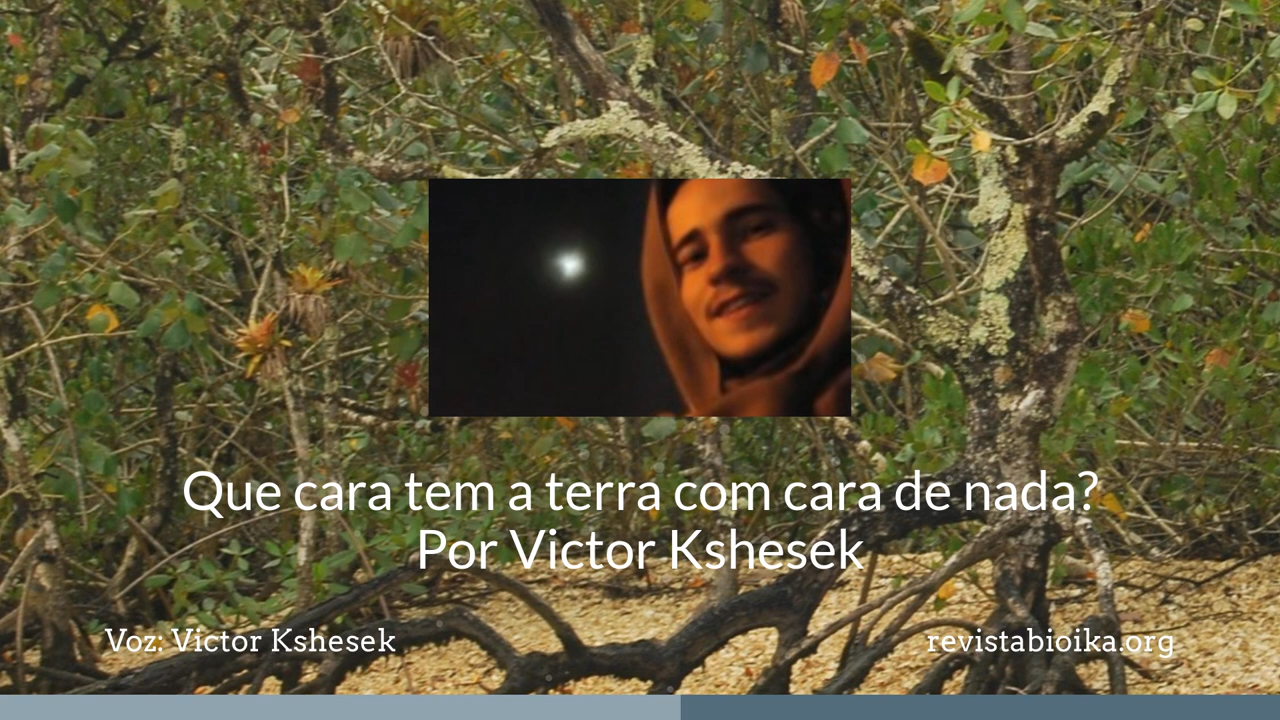 Que cara tem a terra com cara de nada?
Por Victor Kshesek
Voz: Victor Kshesek
revistabioika.org